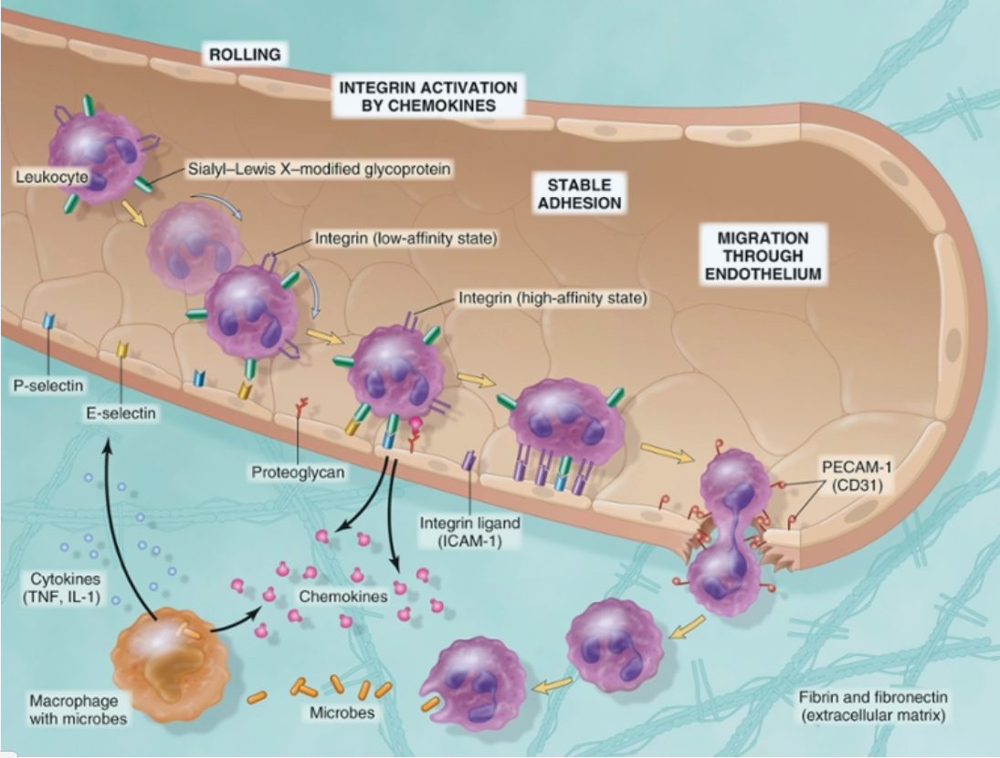 ROLLING
INTEGRIN ACTIVATION
BY CHEMOKINES
Leukocyte
Sialyl–Lewis X–modified glycoprotein
STABLE
ADHESION
Integrin (low-affinity state)
MIGRATION
THROUGH
ENDOTHELIUM
Integrin (high-affinity state)
P-selectin
E-selectin
Proteoglycan
PECAM-1
(CD31)
Integrin ligand
(ICAM-1)
Cytokines
(TNF, IL-1)
Chemokines
Macrophage
with microbes
Microbes
Fibrin and fibronectin
(extracellular matrix)